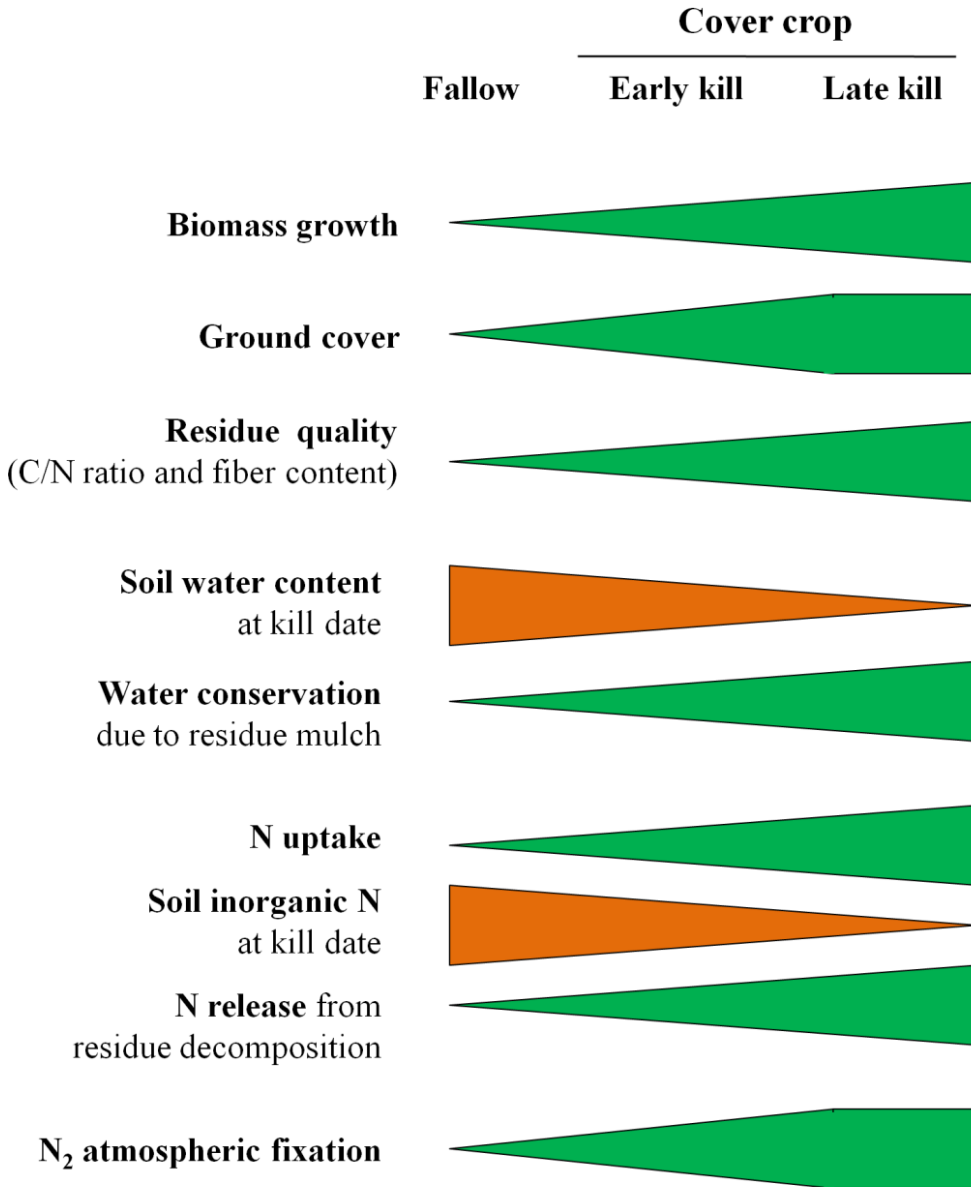 Cover crop
Fallow Early kill Late kill
Biomass growth
Ground cover
Residue quality
(C/N ratio and fiber content)
Soil water content
at kill date
Water conservation
due to residue mulch
N uptake
Soil inorganic N
at kill date
N release from
residue decomposition
N₂ atmospheric fixation